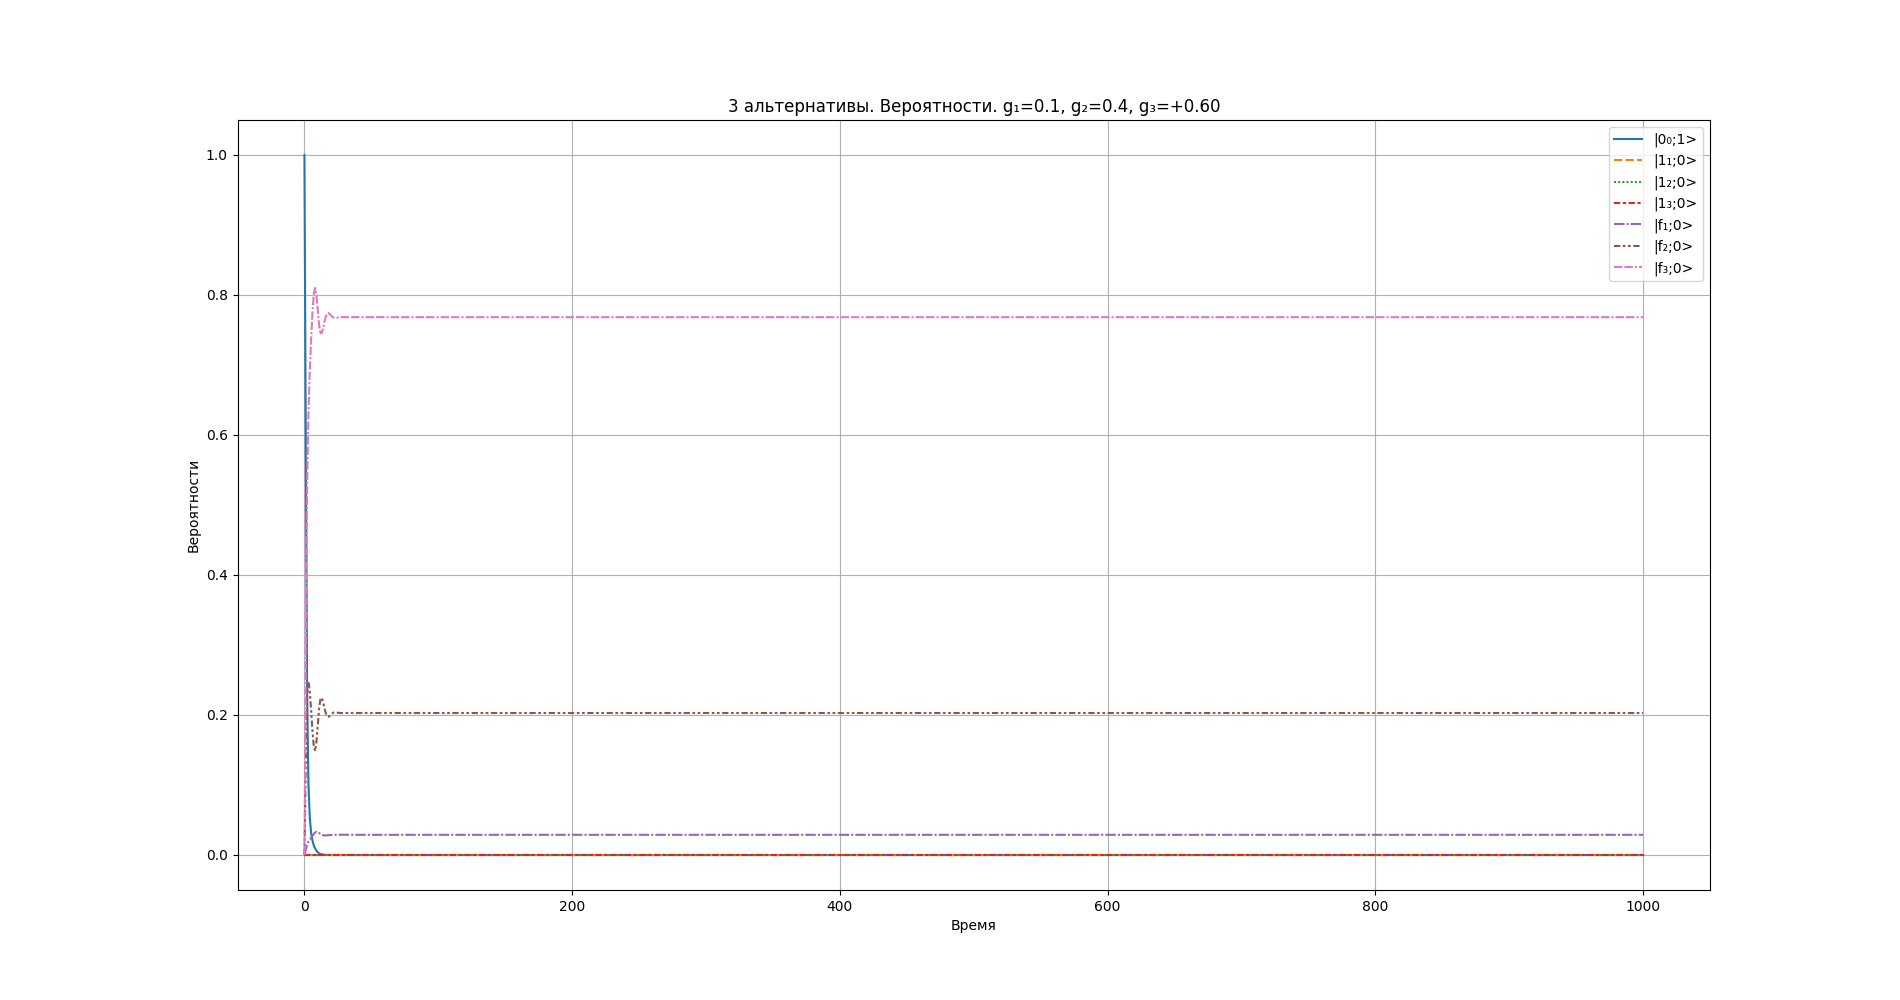 3 альтернативы. Вероятности. g₁=0.1, g₂=0.4, g₃=+0.60
|0₀;1>
|1₁;0>
|1₂;0>
|1₃;0>
|f₁;0>
|f₂;0>
|f₃;0>
1.0
0.8
0.6
0.4
0.2
0.0
Вероятности
0
200
400
600
800
1000
Время